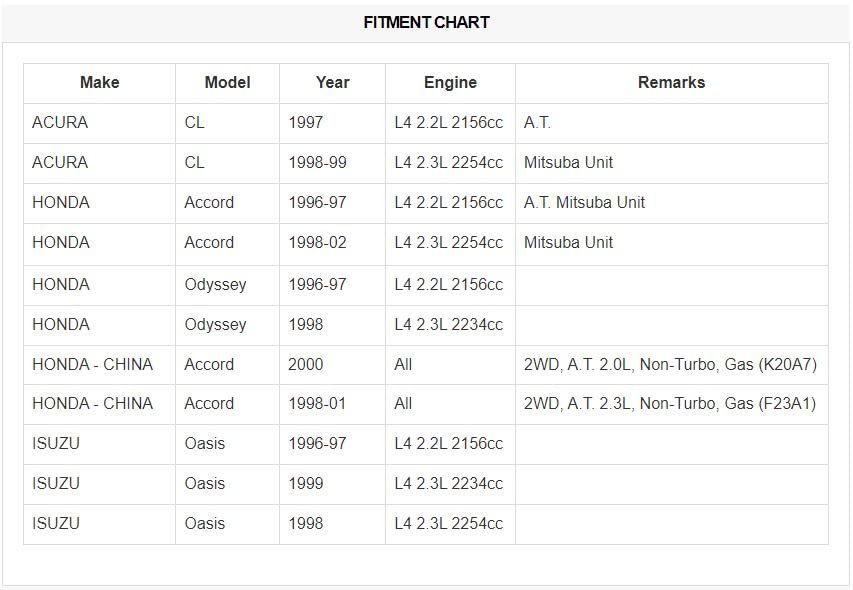 FITMENT CHART
Make Model Year Engine Remarks
ACURA CL 1997 L4 2.2L 2156cc A.T.
ACURA CL 1998-99 L4 2.3L 2254cc Mitsuba Unit
HONDA Accord 1996-97 L4 2.2L 2156cc A.T. Mitsuba Unit
HONDA Accord 1998-02 L4 2.3L 2254cc Mitsuba Unit
HONDA Odyssey 1996-97 L4 2.2L 2156cc
HONDA Odyssey 1998 L4 2.3L 2234cc
HONDA - CHINA Accord 2000 All 2WD, A.T. 2.0L, Non-Turbo, Gas (K20A7)
HONDA - CHINA Accord 1998-01 All 2WD, A.T. 2.3L, Non-Turbo, Gas (F23A1)
ISUZU Oasis 1996-97 L4 2.2L 2156cc
ISUZU Oasis 1999 L4 2.3L 2234cc
ISUZU Oasis 1998 L4 2.3L 2254cc